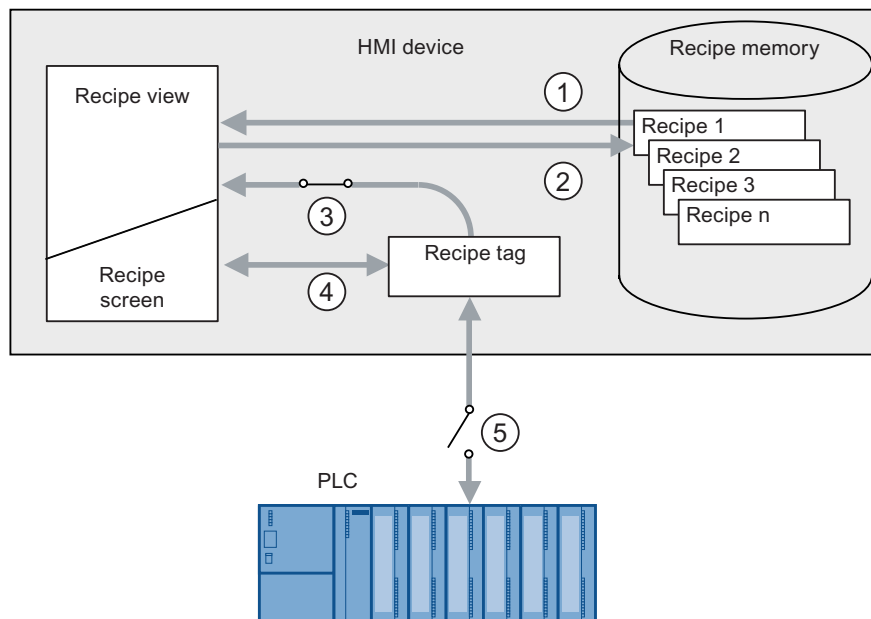 HMI device
Recipe memory
Recipe view
1
Recipe 1
Recipe 2
2
Recipe 3
3
Recipe n
Recipe tag
Recipe
screen
4
5
PLC